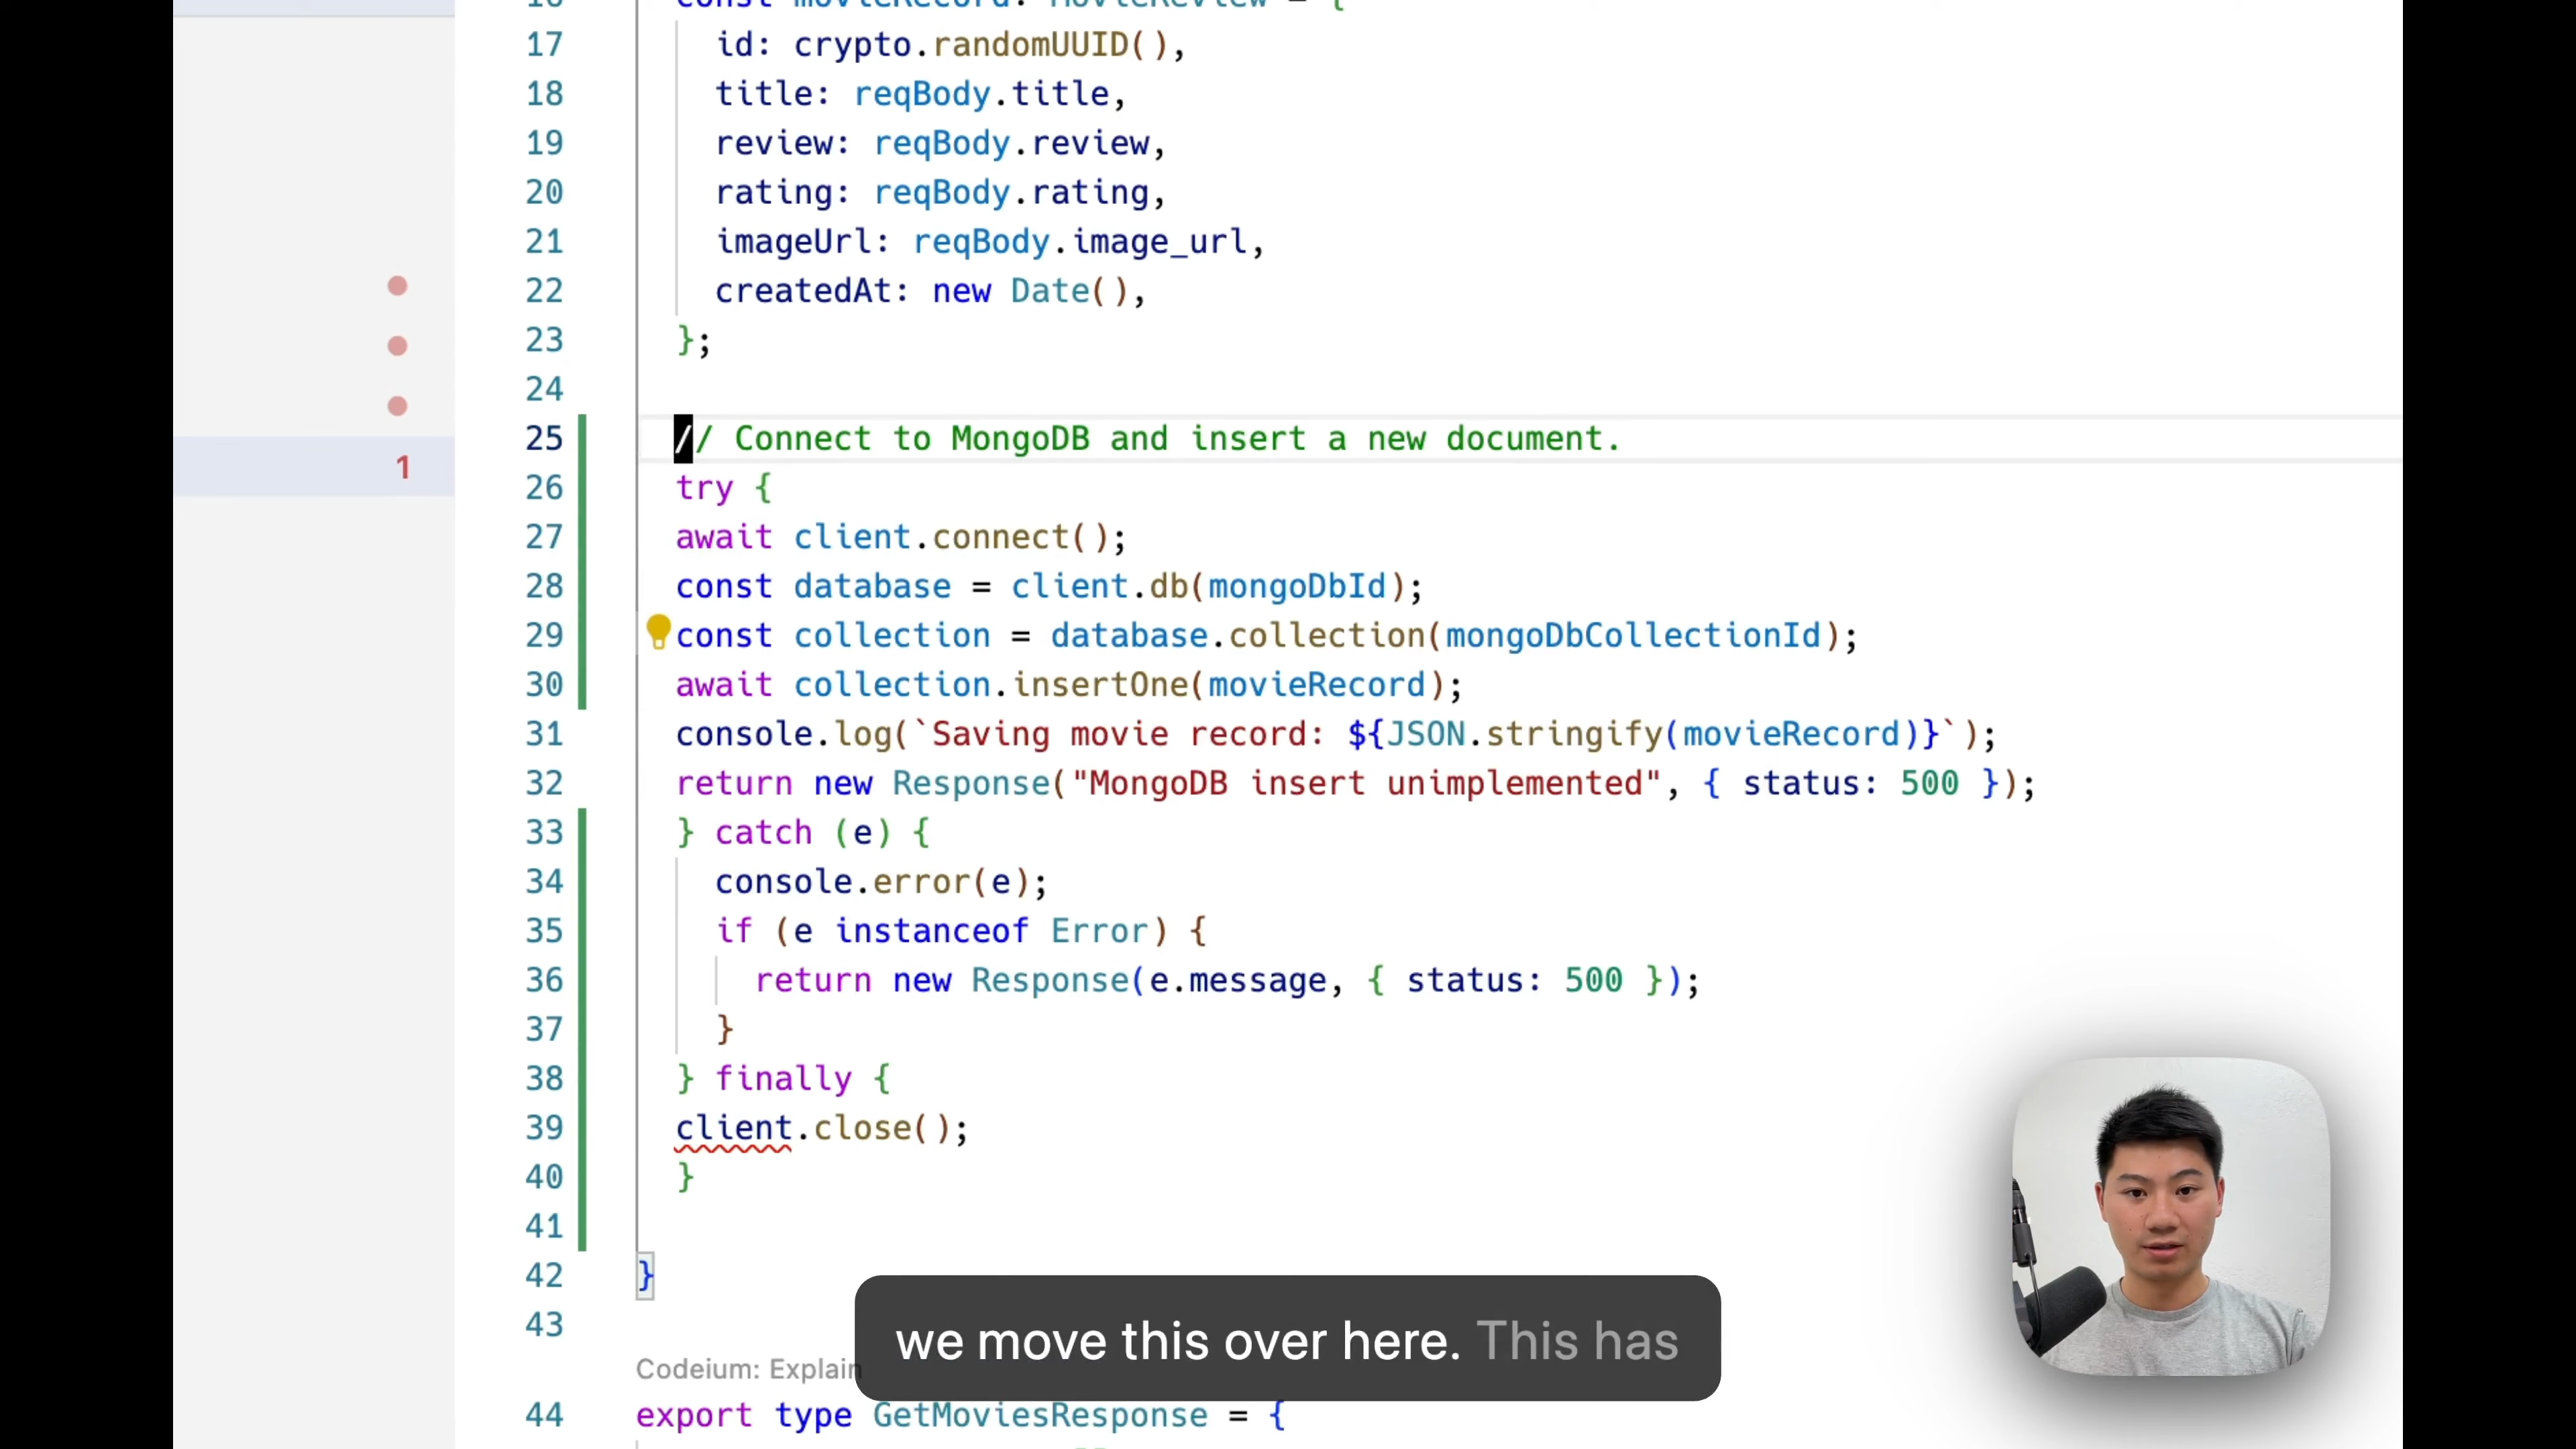 16 const movieRecord: MovieReview = {
17 id: crypto.randomUUID(),
18 title: reqBody.title,
19 review: reqBody.review,
20 rating: reqBody.rating,
21 imageUrl: reqBody.image_url,
22 createdAt: new Date(),
23 };
24
25 // Connect to MongoDB and insert a new document.
1
26 try {
27 await client.connect();
28 const database = client.db(mongoDbId);
29 const collection = database.collection(mongoDbCollectionId);
30 await collection.insertOne(movieRecord);
31 console.log(`Saving movie record: ${JSON.stringify(movieRecord)}`);
32 return new Response("MongoDB insert unimplemented", { status: 500 });
33 } catch (e) {
34 console.error(e);
35 if (e instanceof Error) {
36 return new Response(e.message, { status: 500 });
37 }
38 } finally {
39 client.close();
40 }
41
42 }
43
we move this over here. This has
Codeium: Explain
44 export type GetMoviesResponse = {